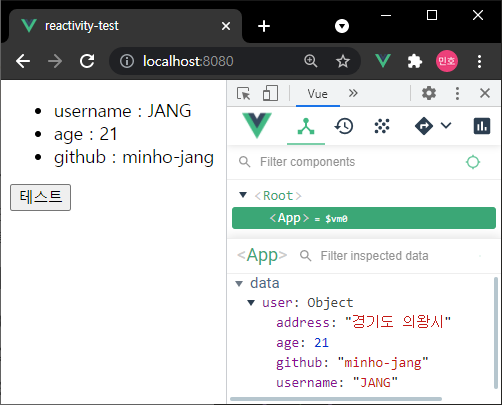 reactivity-test
localhost:8080
민호
username : JANG
age : 21
github : minho-jang
테스트
Vue
Filter components
<Root>
<App> = $vm0
<App> Filter inspected data
data
user: Object
address: "경기도 의왕시"
age: 21
github: "minho-jang"
username: "JANG"